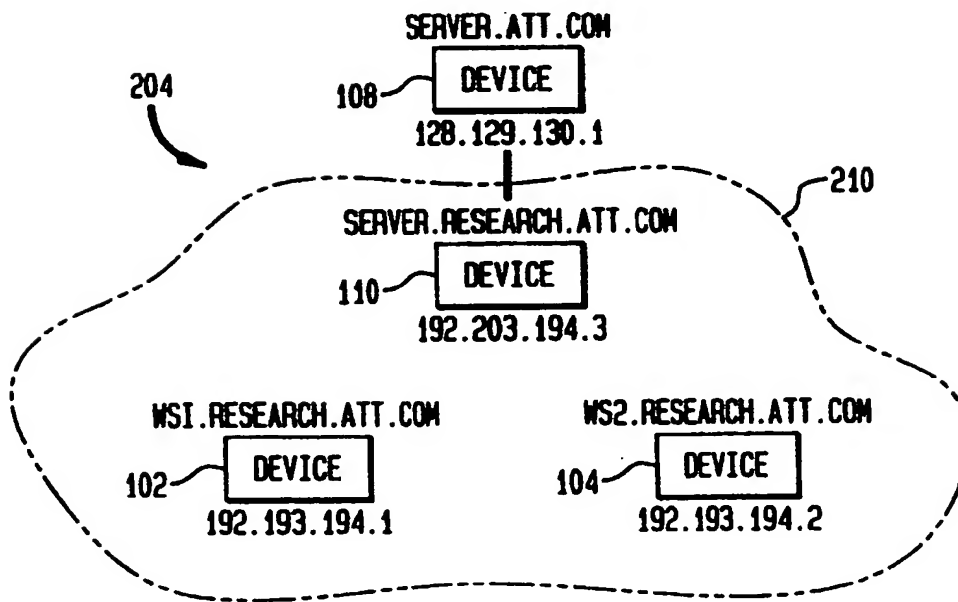 SERVER.ATT.COM
204
108
DEVICE
128.129.130.1
210
SERVER.RESEARCH.ATT.COM
110
DEVICE
192.203.194.3
WSI.RESEARCH.ATT.COM
WS2.RESEARCH.ATT.COM
102
DEVICE
104
DEVICE
192.193.194.1
192.193.194.2